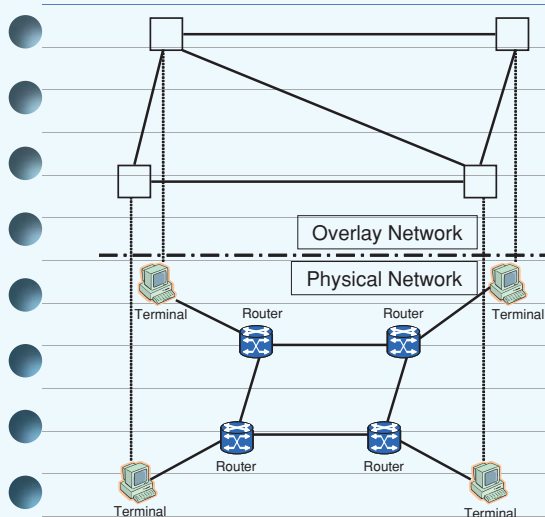 Overlay Network
Physical Network
Terminal
Router
Router
Terminal
Router
Router
Terminal
Terminal